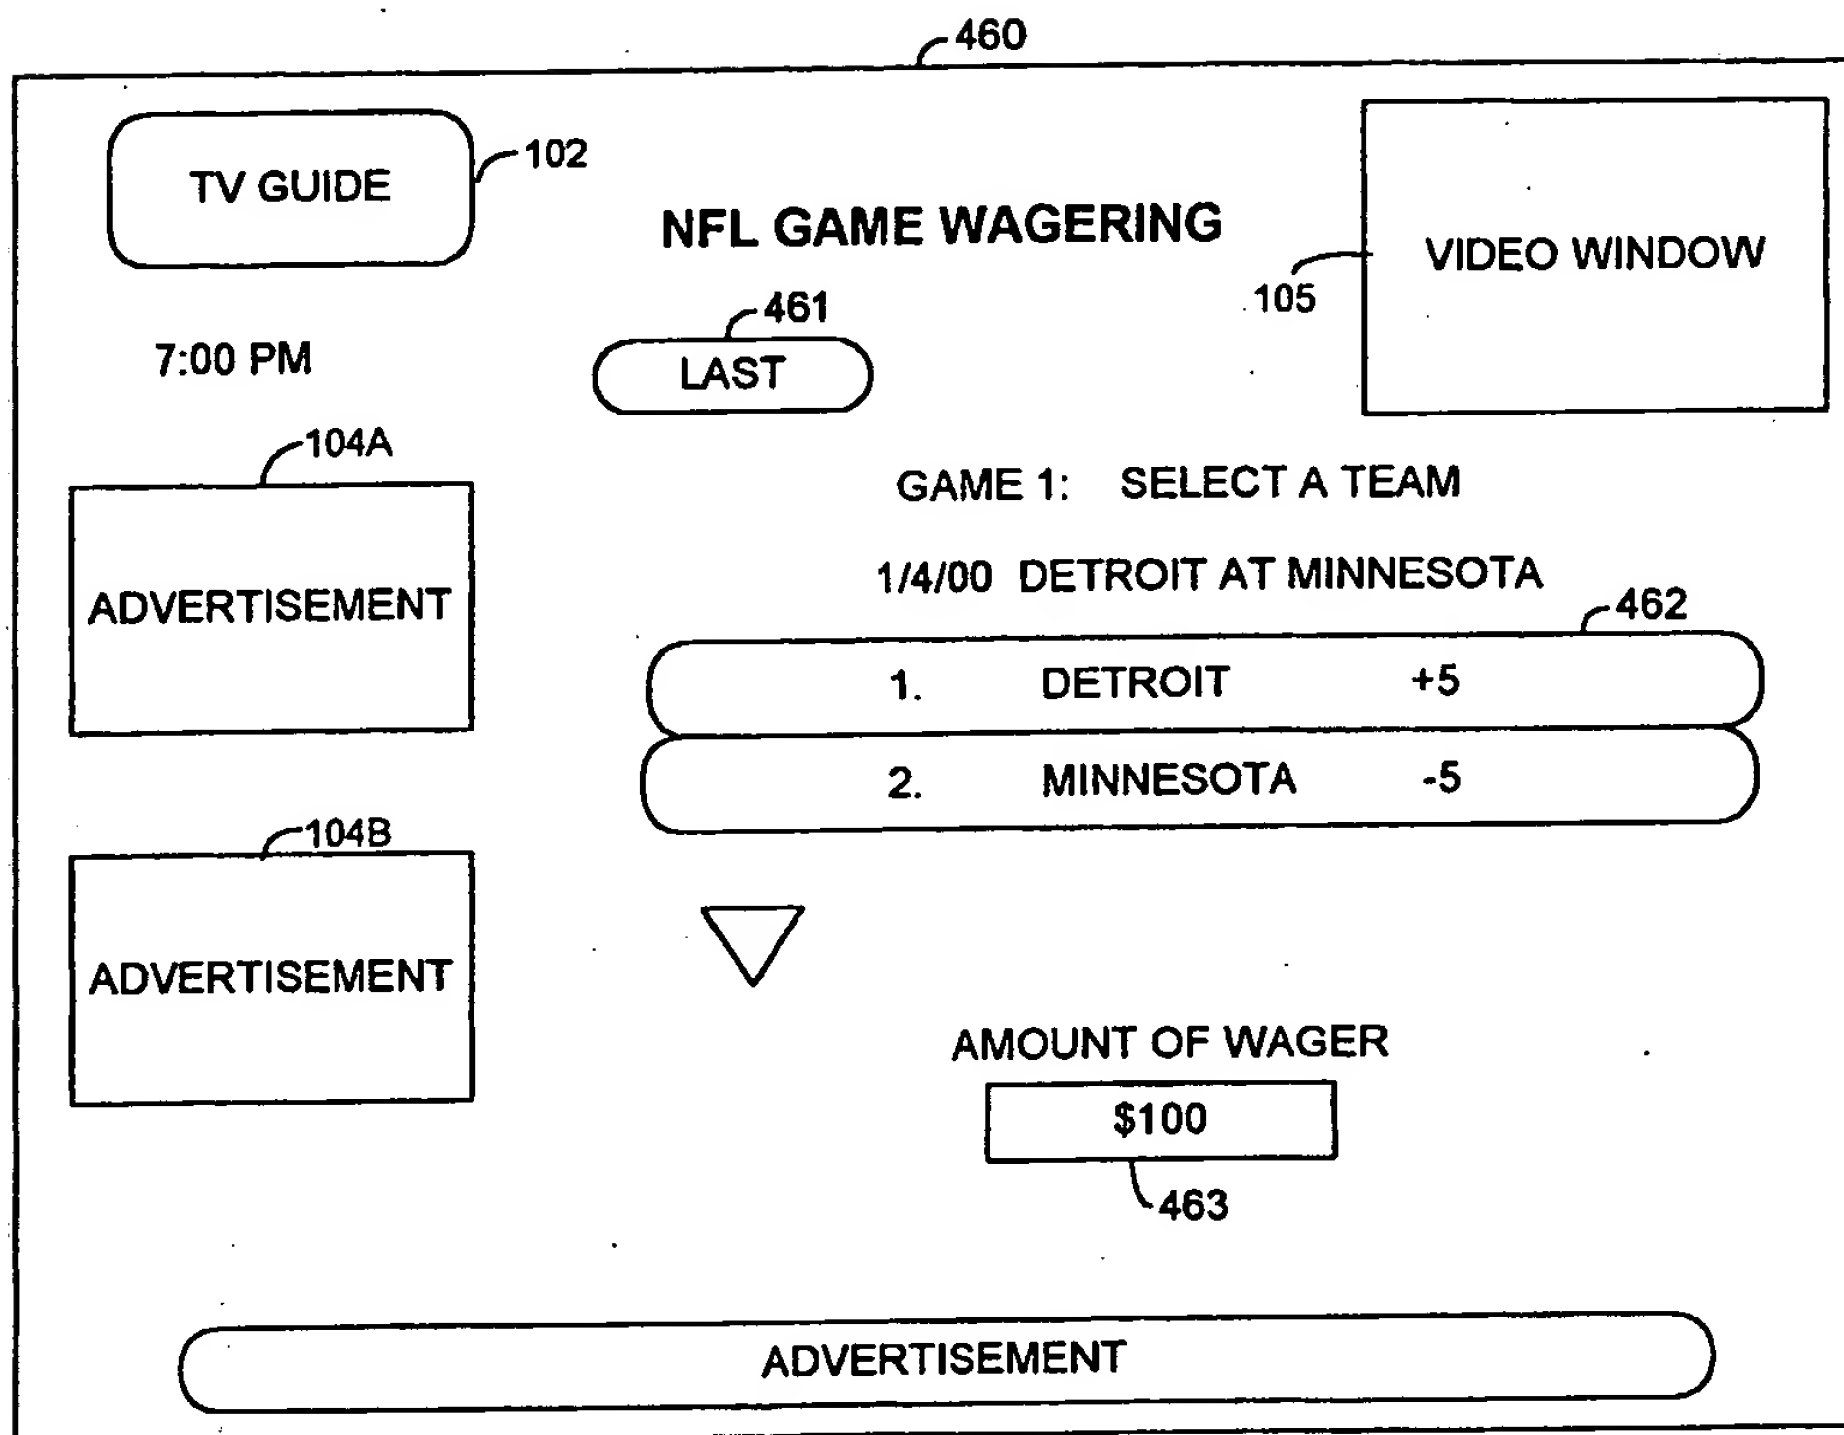 460
TV GUIDE
102
NFL GAME WAGERING
VIDEO WINDOW
105
461
7:00 PM
LAST
104A
GAME 1: SELECT A TEAM
ADVERTISEMENT
1/4/00 DETROIT AT MINNESOTA
462
1. DETROIT +5
2. MINNESOTA -5
104B
ADVERTISEMENT
AMOUNT OF WAGER
$100
463
ADVERTISEMENT